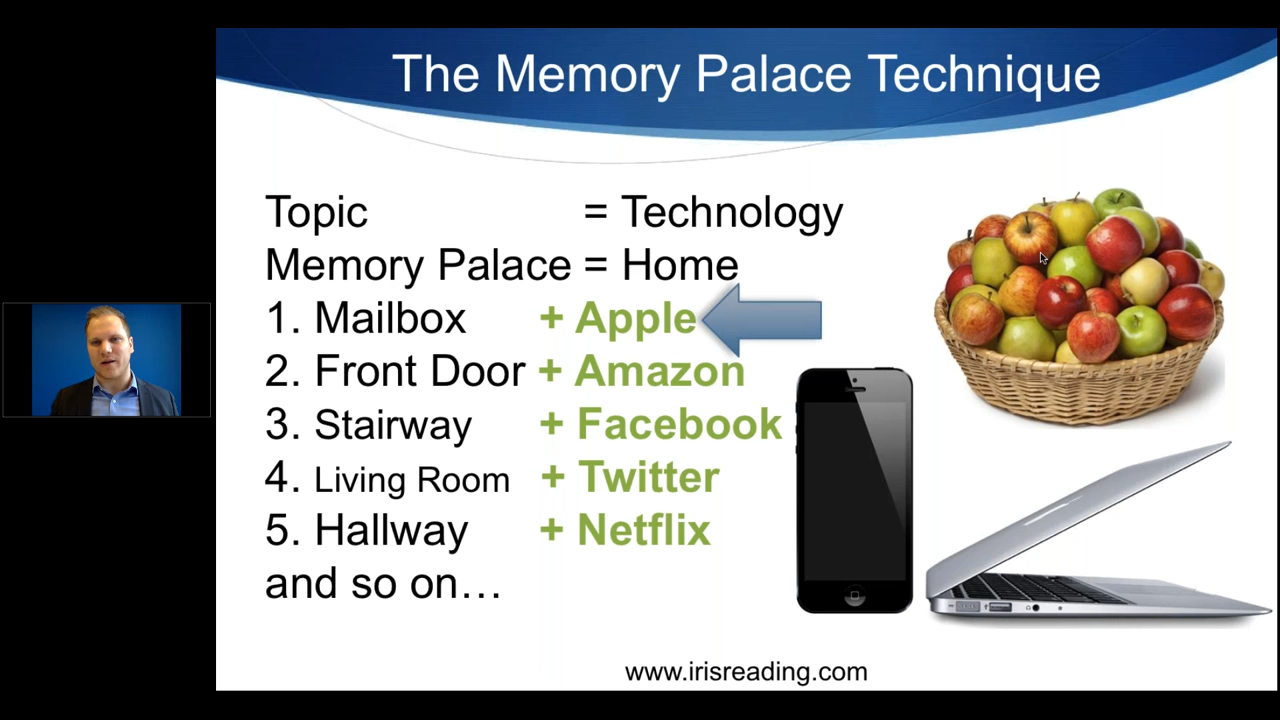 The Memory Palace Technique
Topic = Technology
Memory Palace = Home
1. Mailbox + Apple
2. Front Door + Amazon
3. Stairway + Facebook
4. Living Room + Twitter
5. Hallway + Netflix
and so on…
www.irisreading.com